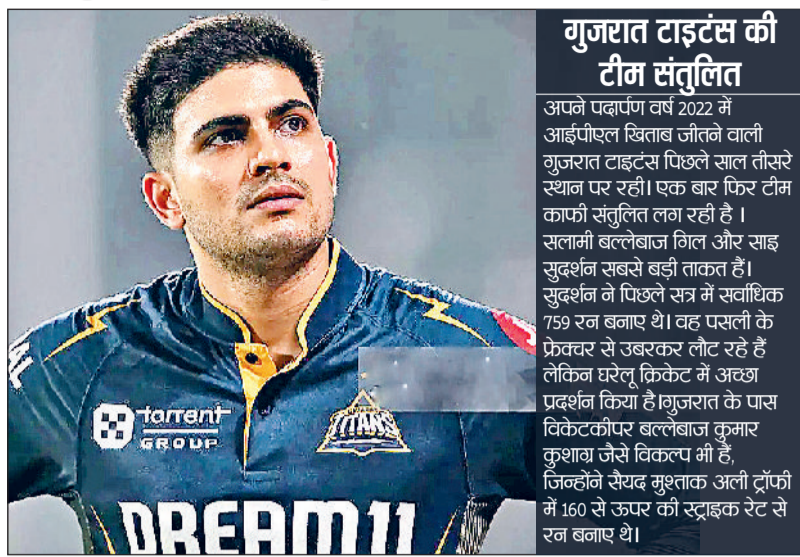 गुजरात टाइटंस की
टीम संतुलित
अपने पदार्पण वर्ष 2022 में
आईपीएल खिताब जीतने वाली
गुजरात टाइटंस पिछले साल तीसरे
स्थान पर रही। एक बार फिर टीम
काफी संतुलित लग रही है ।
सलामी बल्लेबाज गिल और साइ
सुदर्शन सबसे बड़ी ताकत हैं।
सुदर्शन ने पिछले सत्र में सर्वाधिक
759 रन बनाए थे। वह पसली के
फ्रेक्चर से उबरकर लौट रहे हैं
लेकिन घरेलू क्रिकेट में अच्छा
प्रदर्शन किया है।गुजरात के पास
विकेटकीपर बल्लेबाज कुमार
कुशाग्र जैसे विकल्प भी हैं,
जिन्होंने सैयद मुश्ताक अली ट्रॉफी
में 160 से ऊपर की स्ट्राइक रेट से
रन बनाए थे।
torrent
GROUP
TITANS
DREAM11